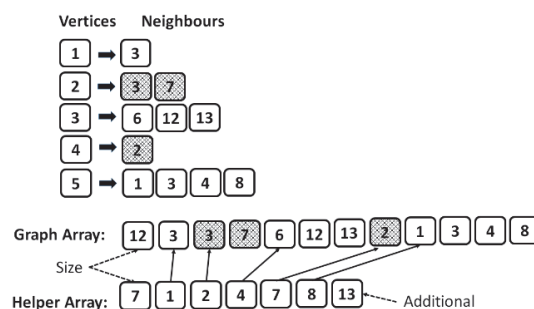 Vertices Neighbours
1 3
2 3 7
3 6 12 13
4 2
5 1 3 4 8
Graph Array: 12 3 3 7 6 12 13 2 1 3 4 8
Size
Helper Array: 7 1 2 4 7 8 13
Additional